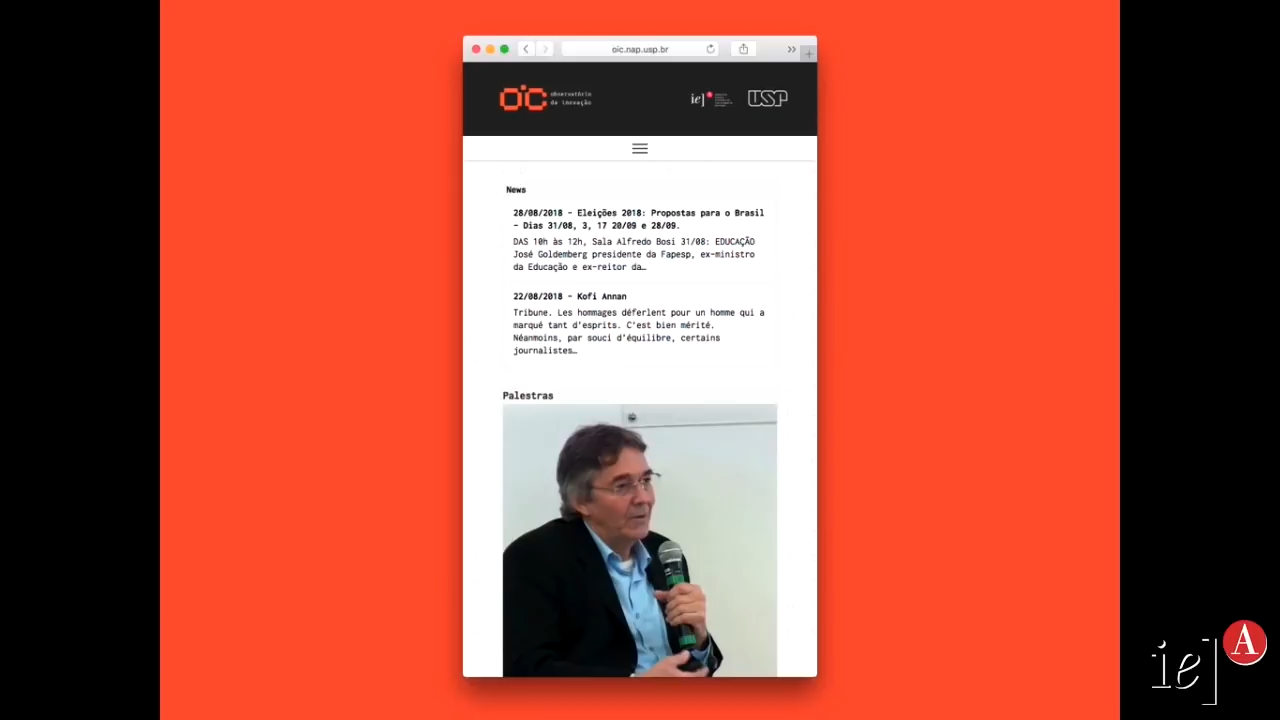 oic.nap.usp.br
oic observatório
da inovação
iea
USP
News
28/08/2018 - Eleições 2018: Propostas para o Brasil
- Dias 31/08, 3, 17 20/09 e 28/09.
DAS 10h às 12h, Sala Alfredo Bosi 31/08: EDUCAÇÃO
José Goldemberg presidente da Fapesp, ex-ministro
da Educação e ex-reitor da…
22/08/2018 - Kofi Annan
Tribune. Les hommages déferlent pour un homme qui a
marqué tant d'esprits. C'est bien mérité.
Néanmoins, par souci d'équilibre, certains
journalistes…
Palestras
ie]A